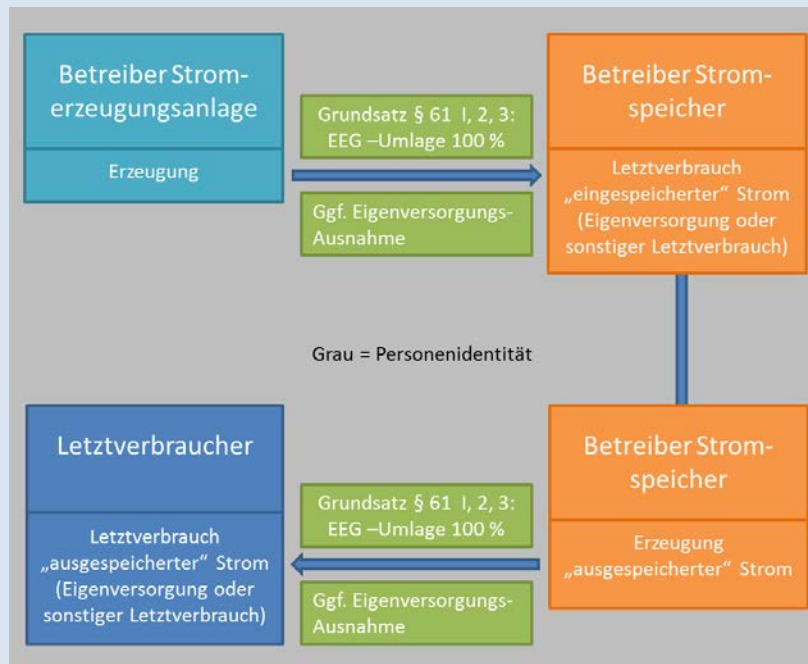 Betreiber Strom-
erzeugungsanlage
Erzeugung
Grundsatz § 61 I, 2, 3:
EEG –Umlage 100 %
Ggf. Eigenversorgungs-
Ausnahme
Betreiber Strom-
speicher
Letztverbrauch
„eingespeicherter“ Strom
(Eigenversorgung oder
sonstiger Letztverbrauch)
Grau = Personenidentität
Letztverbraucher
Letztverbrauch
„ausgespeicherter“ Strom
(Eigenversorgung oder
sonstiger Letztverbrauch)
Grundsatz § 61 I, 2, 3:
EEG –Umlage 100 %
Ggf. Eigenversorgungs-
Ausnahme
Betreiber Strom-
speicher
Erzeugung
„ausgespeicherter“ Strom